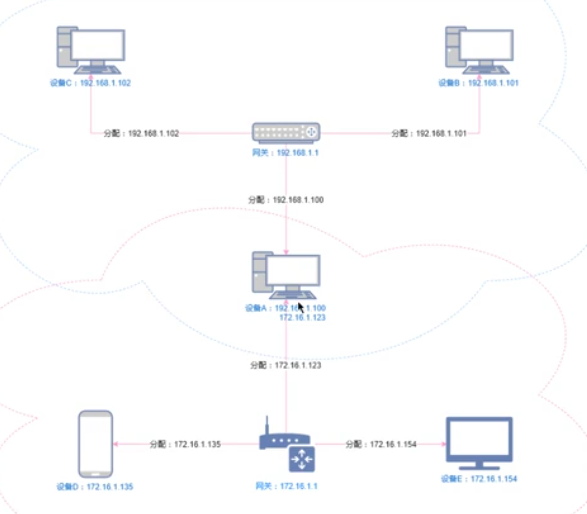 设备C：192.168.1.102
设备B：192.168.1.101
分配：192.168.1.102
分配：192.168.1.101
网关：192.168.1.1
分配：192.168.1.100
设备A：192.168.1.100
172.16.1.123
分配：172.16.1.123
分配：172.16.1.135
分配：172.16.1.154
设备D：172.16.1.135
网关：172.16.1.1
设备E：172.16.1.154